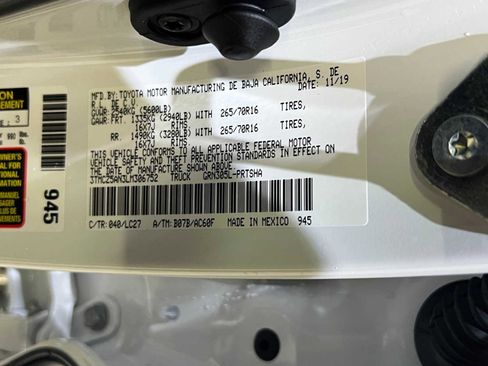 MFD.BY:TOYOTA MOTOR MANUFACTURING DE BAJA CALIFORNIA, S. DE
R.L. DE C.V. DATE: 11/19
GVWR 2540KG (5600LB)
GAWR: FRT 1335KG (2940LB) WITH 265/70R16 TIRES,
16X7J RIMS
RR. 1490KG (3280LB) WITH 265/70R16 TIRES,
16X7J RIMS
THIS VEHICLE CONFORMS TO ALL APPLICABLE FEDERAL MOTOR
VEHICLE SAFETY AND THEFT PREVENTION STANDARDS IN EFFECT ON
THE DATE OF MANUFACTURE SHOWN ABOVE
3TMCZ5AN3LM306752 TRUCK GRN305L-PRTSHA
C/TR:040/LC27 A/TM:B07B/AC60F MADE IN MEXICO 945
945
3
lbs.